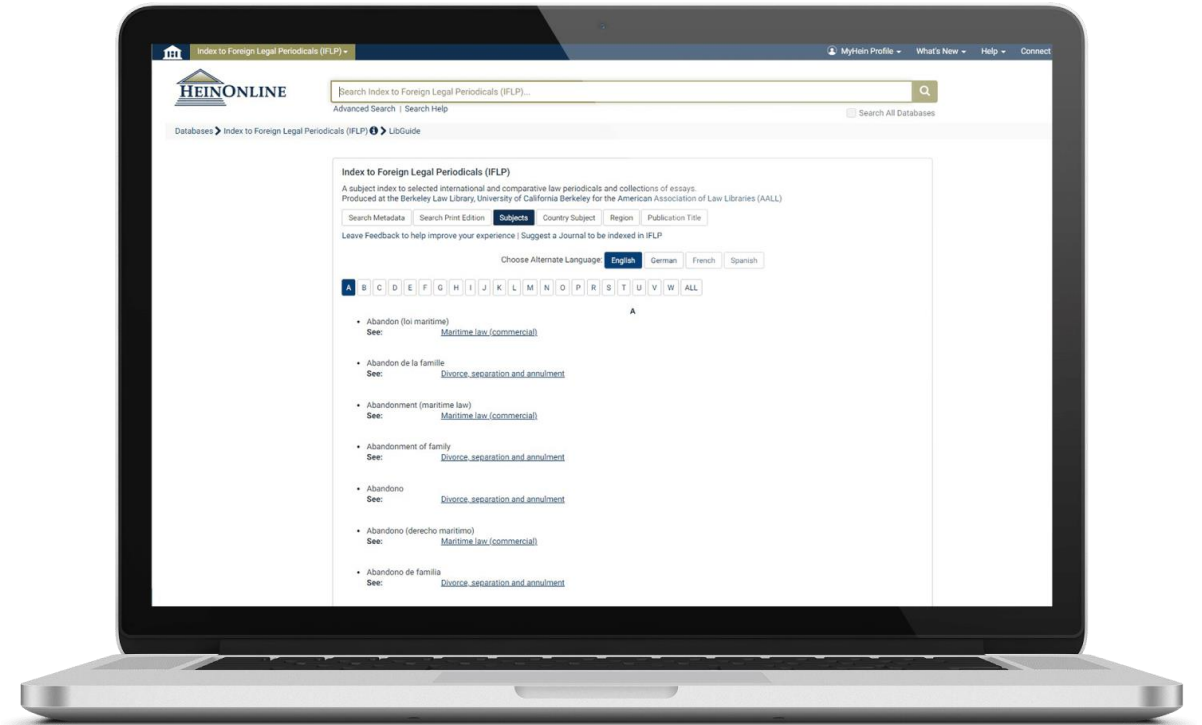 Index to Foreign Legal Periodicals (IFLP)
MyHein Profile What's New Help Connect
HEINONLINE
Search Index to Foreign Legal Periodicals (IFLP)...
Advanced Search | Search Help
Search All Databases
Databases > Index to Foreign Legal Periodicals (IFLP) > LibGuide
Index to Foreign Legal Periodicals (IFLP)
A subject index to selected international and comparative law periodicals and collections of essays.
Produced at the Berkeley Law Library, University of California Berkeley for the American Association of Law Libraries (AALL)
Search Metadata Search Print Edition Subjects Country Subject Region Publication Title
Leave Feedback to help improve your experience | Suggest a Journal to be indexed in IFLP
Choose Alternate Language: English German French Spanish
A B C D E F G H I J K L M N O P R S T U V W ALL
A
• Abandon (loi maritime)
See: Maritime law (commercial)
• Abandon de la famille
See: Divorce, separation and annulment
• Abandonment (maritime law)
See: Maritime law (commercial)
• Abandonment of family
See: Divorce, separation and annulment
• Abandono
See: Divorce, separation and annulment
• Abandono (derecho maritimo)
See: Maritime law (commercial)
• Abandono de familia
See: Divorce, separation and annulment